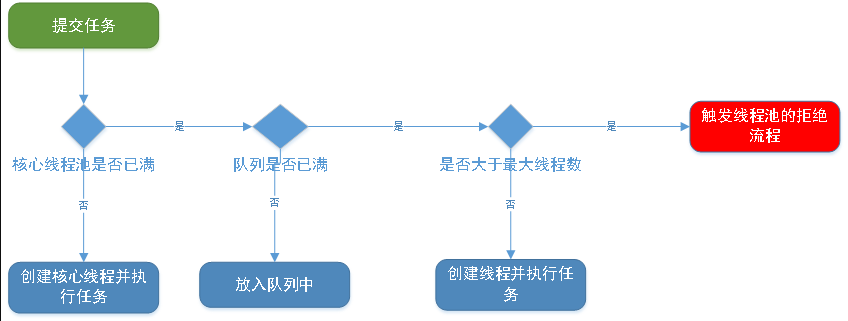 提交任务
是
是
是
触发线程池的拒绝
流程
核心线程池是否已满
队列是否已满
是否大于最大线程数
否
否
否
创建核心线程并执
行任务
放入队列中
创建线程并执行任
务